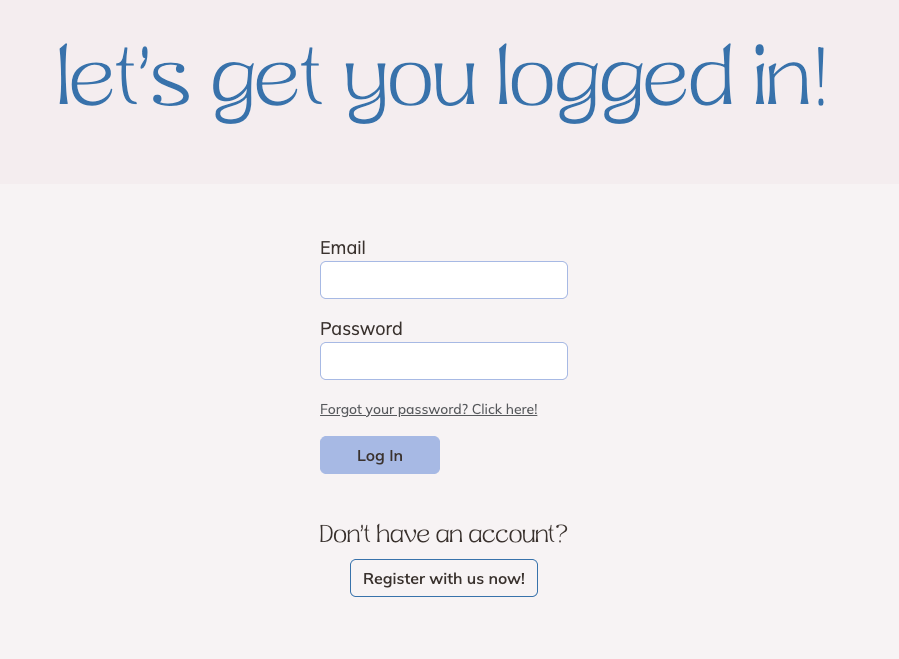 let's get you logged in!
Email
Password
Forgot your password? Click here!
Log In
Don't have an account?
Register with us now!